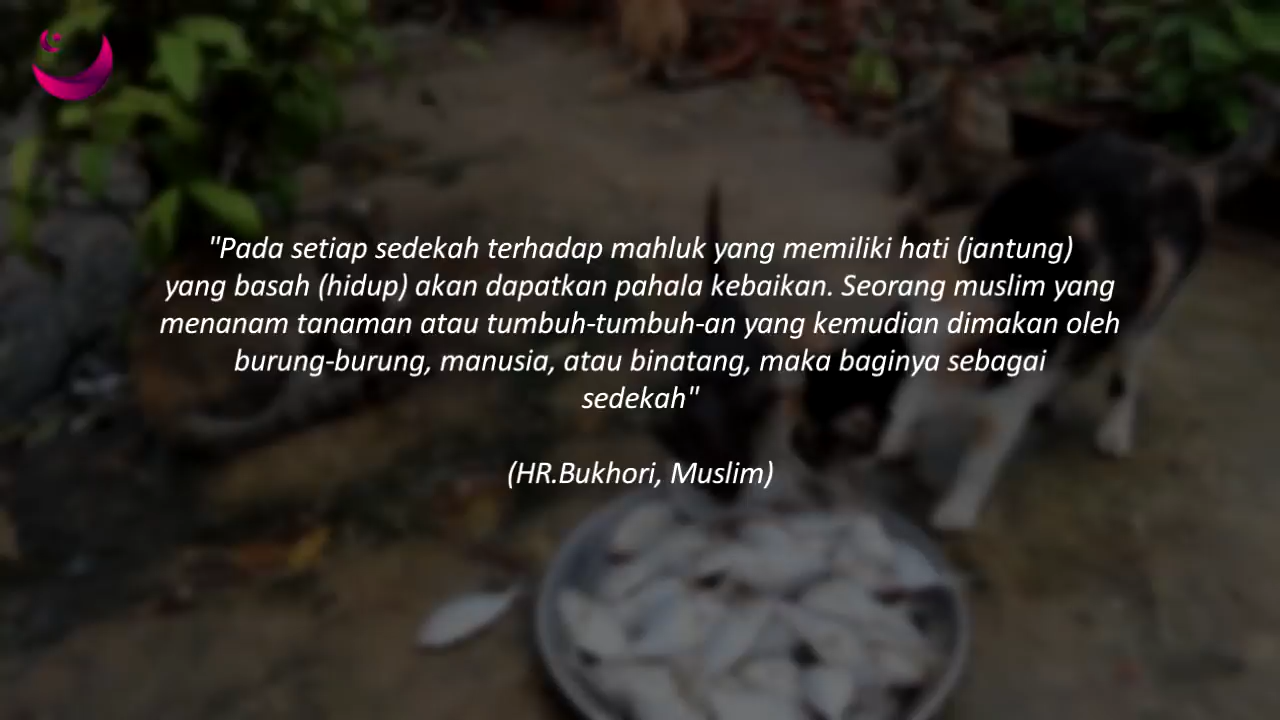 "Pada setiap sedekah terhadap mahluk yang memiliki hati (jantung)
yang basah (hidup) akan dapatkan pahala kebaikan. Seorang muslim yang
menanam tanaman atau tumbuh-tumbuh-an yang kemudian dimakan oleh
burung-burung, manusia, atau binatang, maka baginya sebagai
sedekah"
(HR.Bukhori, Muslim)